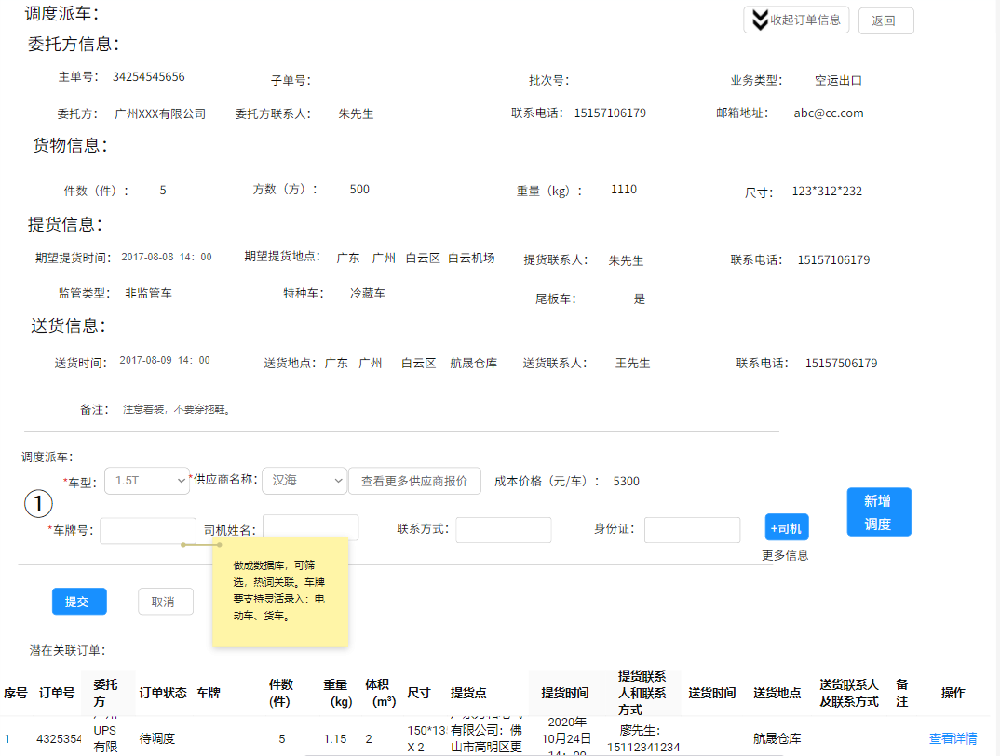 调度派车：
收起订单信息 返回
委托方信息：
主单号： 34254545656 子单号： 批次号： 业务类型： 空运出口
委托方： 广州XXX有限公司 委托方联系人： 朱先生 联系电话： 15157106179 邮箱地址： abc@cc.com
货物信息：
件数（件）： 5 方数（方）： 500 重量（kg）： 1110 尺寸： 123*312*232
提货信息：
期望提货时间： 2017-08-08 14：00 期望提货地点： 广东 广州 白云区 白云机场 提货联系人： 朱先生 联系电话： 15157106179
监管类型： 非监管车 特种车： 冷藏车 尾板车： 是
送货信息：
送货时间： 2017-08-09 14：00 送货地点： 广东 广州 白云区 航晟仓库 送货联系人： 王先生 联系电话： 15157506179
备注： 注意着装，不要穿拖鞋。
调度派车：
*车型： 1.5T *供应商名称： 汉海 查看更多供应商报价 成本价格（元/车）： 5300
1
新增
调度
*车牌号： 司机姓名： 联系方式： 身份证： +司机
更多信息
做成数据库，可筛
选，热词关联。车牌
要支持灵活录入：电
动车、货车。
提交 取消
潜在关联订单：
序号 订单号 委托方 订单状态 车牌 件数（件） 重量（kg） 体积（m³） 尺寸 提货点 提货时间 提货联系人和联系方式 送货时间 送货地点 送货联系人及联系方式 备注 操作
1 4325354 UPS有限 待调度 5 1.15 2 150*13 X 2 有限公司：佛山市高明区更 2020年10月24日 廖先生：15112341234 航晟仓库 查看详情